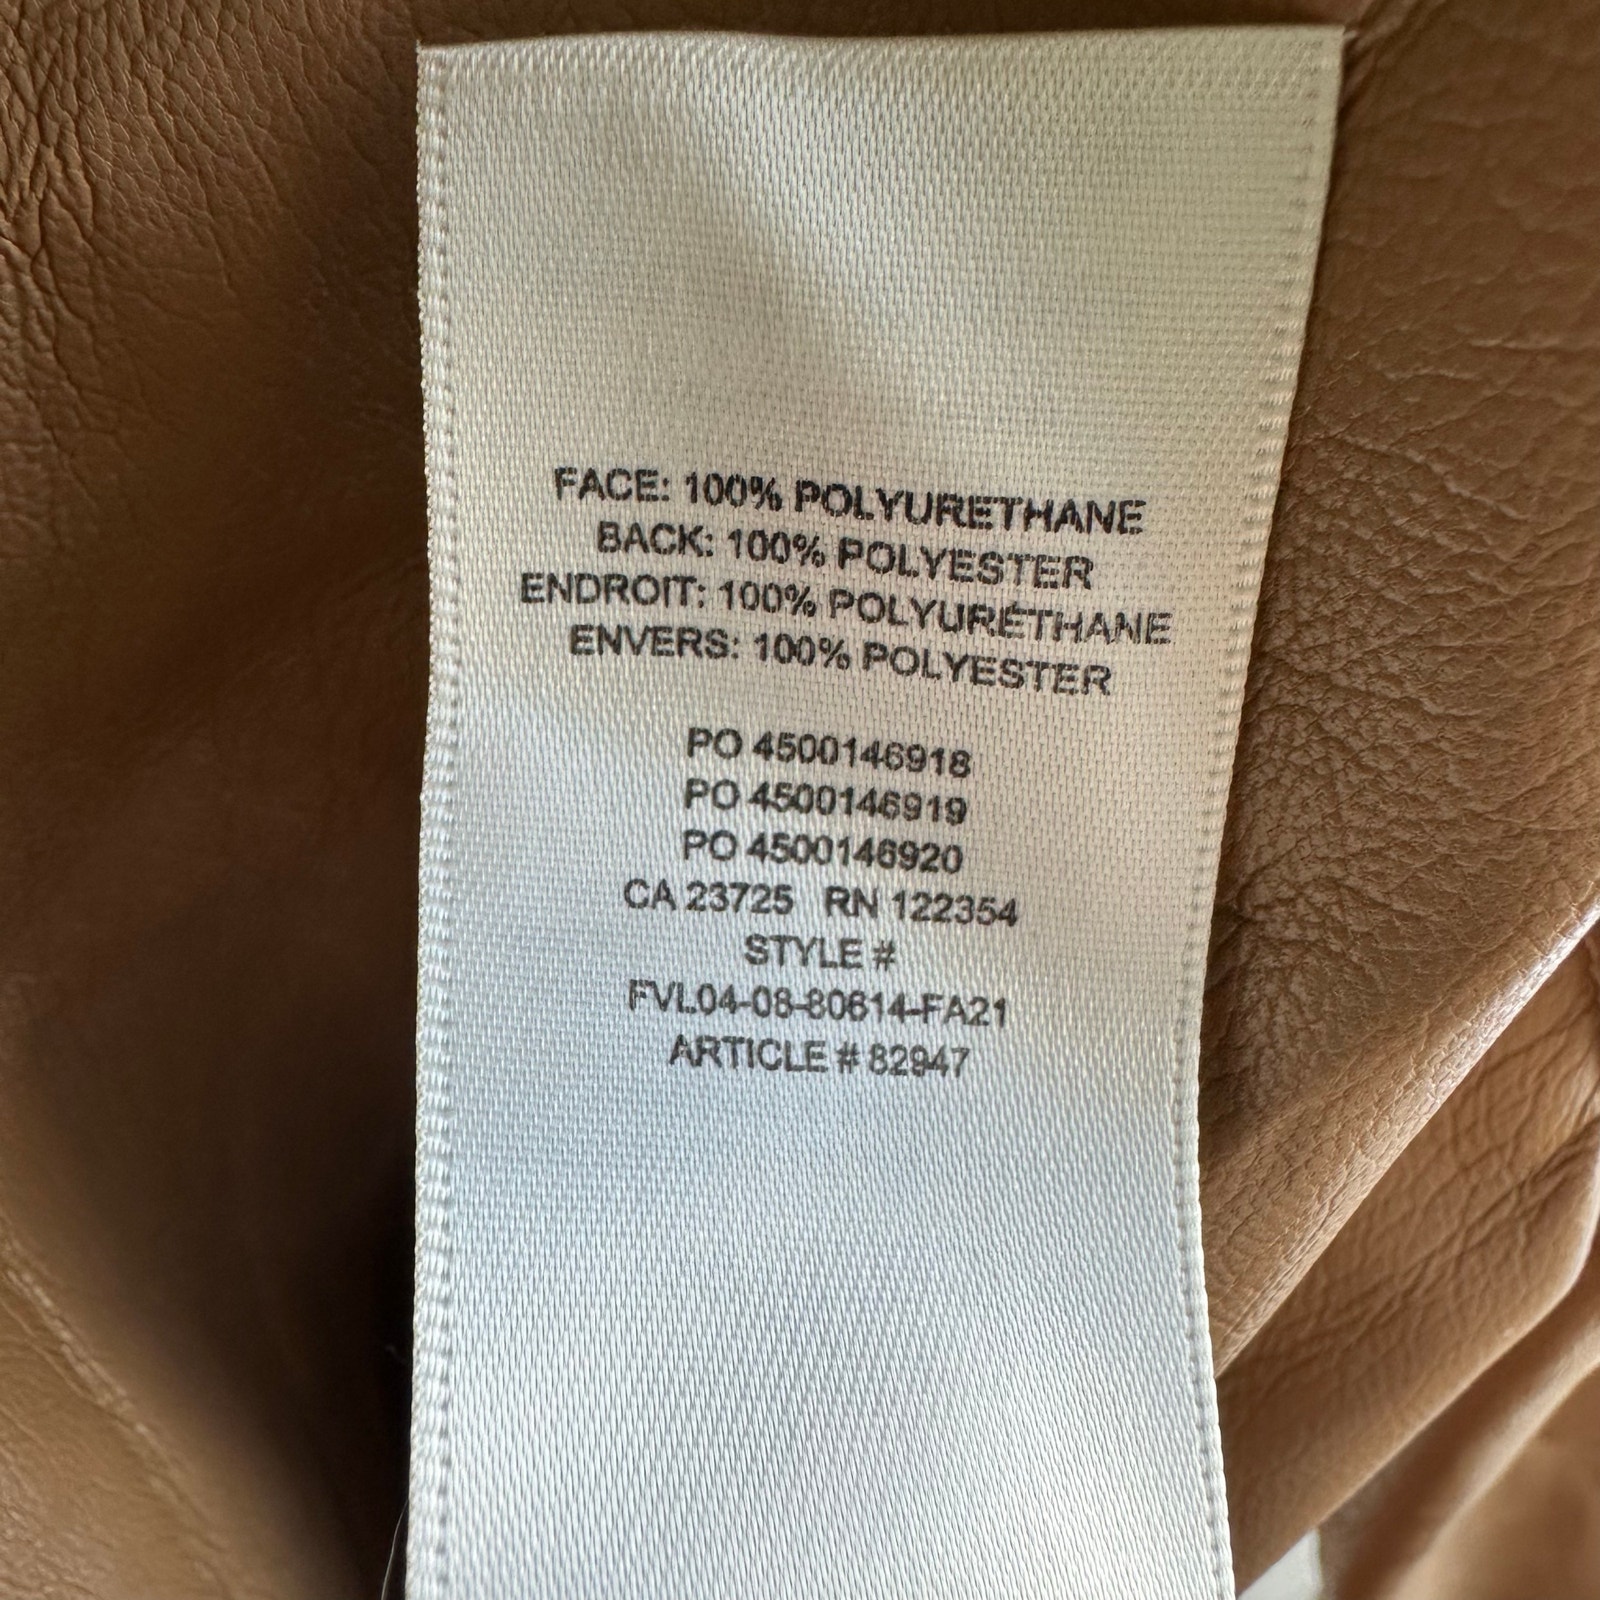 FACE: 100% POLYURETHANE
BACK: 100% POLYESTER
ENDROIT: 100% POLYURÉTHANE
ENVERS: 100% POLYESTER
PO 4500146918
PO 4500146919
PO 4500146920
CA 23725 RN 122354
STYLE #
FVL04-08-80614-FA21
ARTICLE # 82947